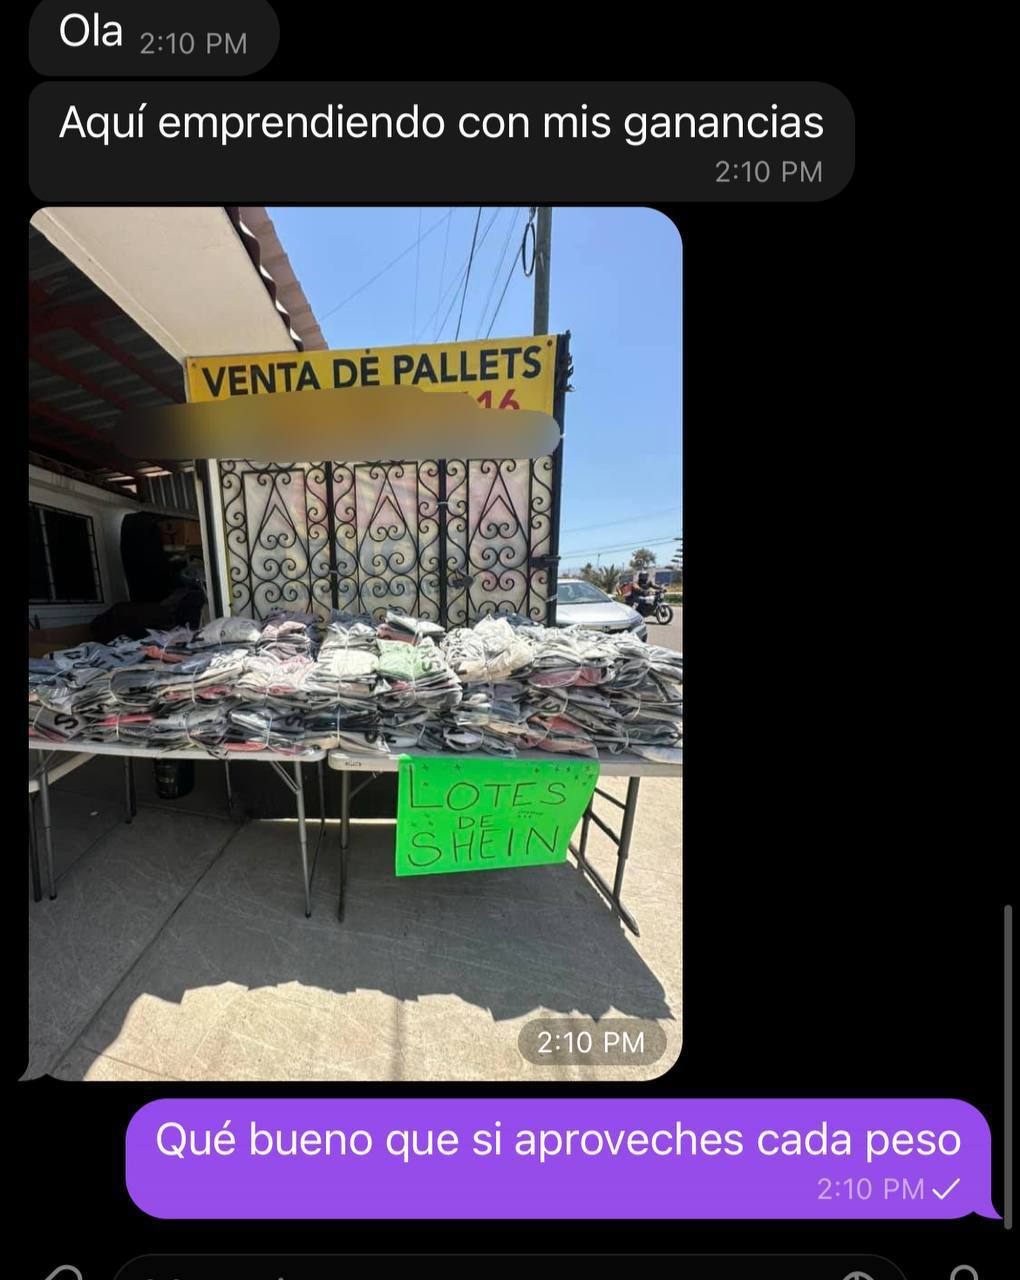 Ola 2:10 PM
Aquí emprendiendo con mis ganancias
2:10 PM
VENTA DE PALLETS
16
LOTES
DE
SHEIN
2:10 PM
Qué bueno que si aproveches cada peso
2:10 PM